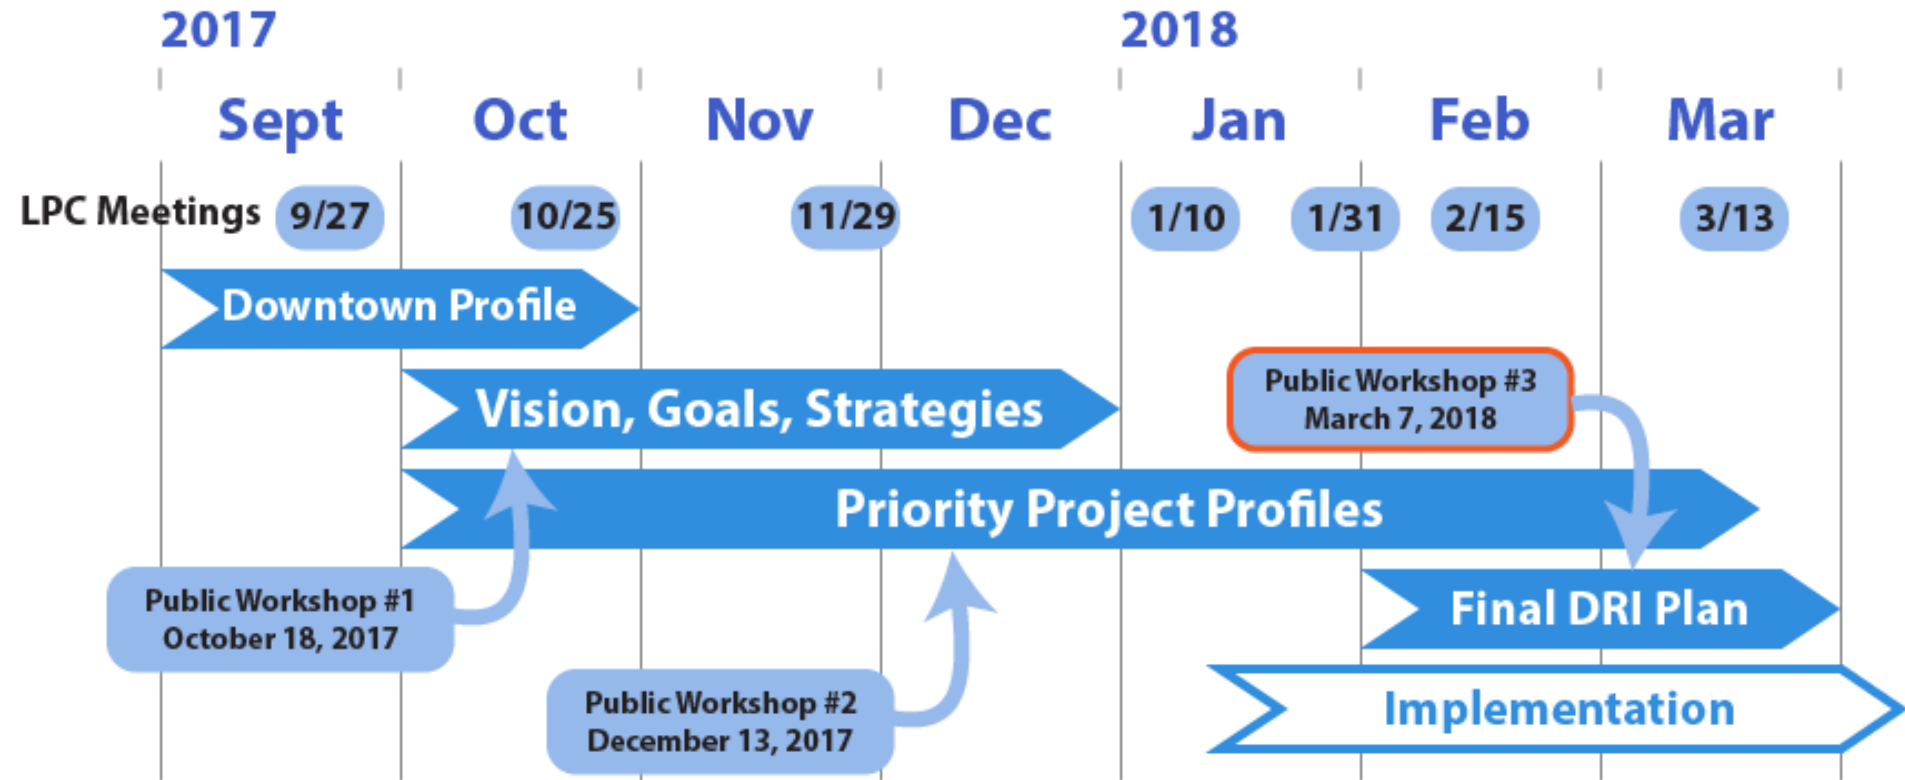 2017 2018
Sept Oct Nov Dec Jan Feb Mar
LPC Meetings 9/27 10/25 11/29 1/10 1/31 2/15 3/13
Downtown Profile
Vision, Goals, Strategies
Public Workshop #3
March 7, 2018
Priority Project Profiles
Public Workshop #1
October 18, 2017
Final DRI Plan
Public Workshop #2
December 13, 2017
Implementation